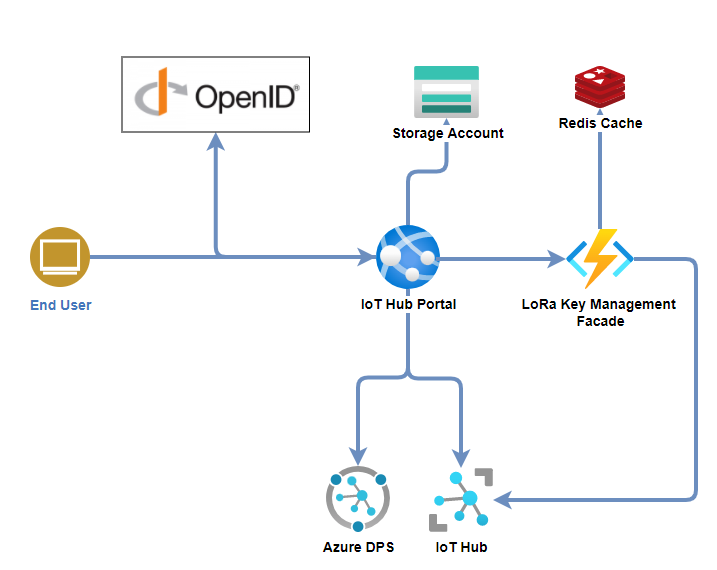 OpenID®
Storage Account
Redis Cache
End User
IoT Hub Portal
LoRa Key Management
Facade
Azure DPS
IoT Hub